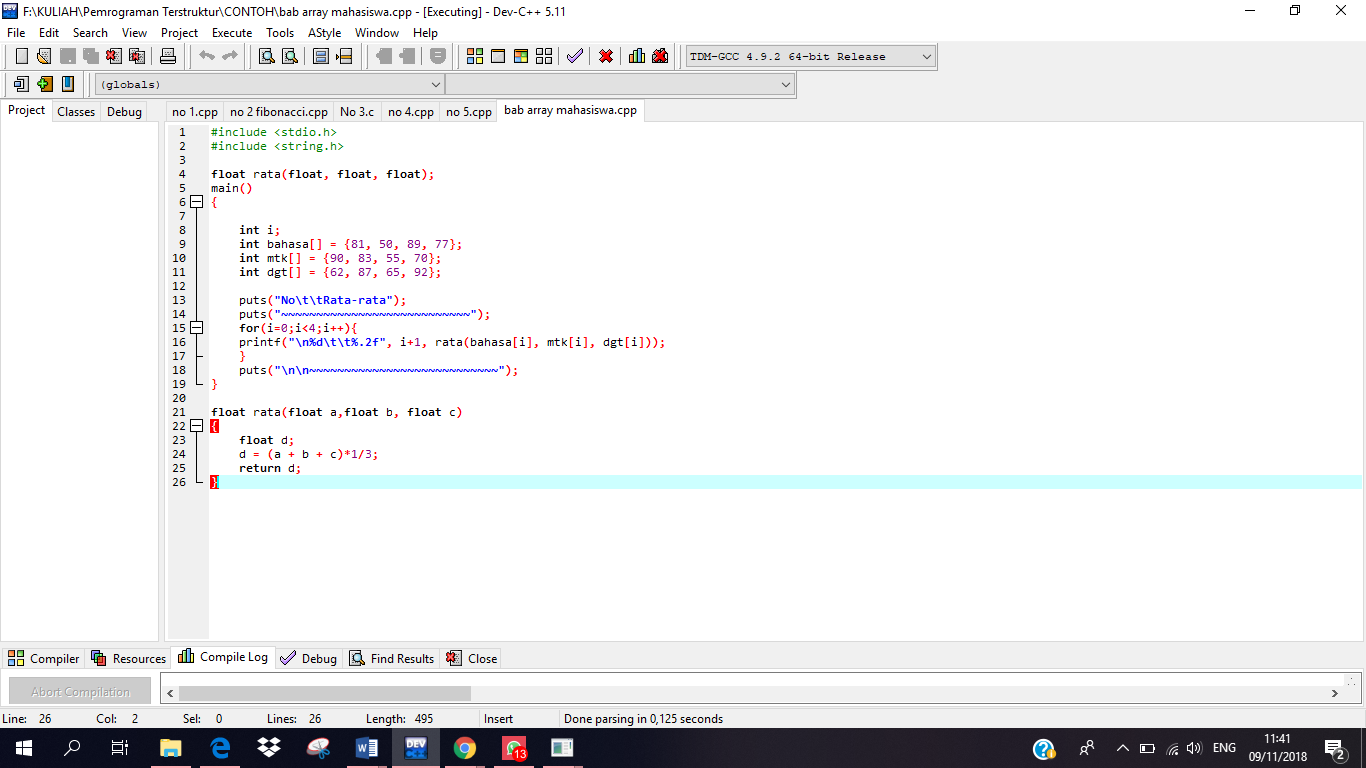 F:\KULIAH\Pemrograman Terstruktur\CONTOH\bab array mahasiswa.cpp - [Executing] - Dev-C++ 5.11
File Edit Search View Project Execute Tools AStyle Window Help
TDM-GCC 4.9.2 64-bit Release
(globals)
Project Classes Debug no 1.cpp no 2 fibonacci.cpp No 3.c no 4.cpp no 5.cpp bab array mahasiswa.cpp
1 #include <stdio.h>
2 #include <string.h>
3
4 float rata(float, float, float);
5 main()
6 {
7
8 int i;
9 int bahasa[] = {81, 50, 89, 77};
10 int mtk[] = {90, 83, 55, 70};
11 int dgt[] = {62, 87, 65, 92};
12
13 puts("No\t\tRata-rata");
14 puts("~~~~~~~~~~~~~~~~~~~~~~~~~~~");
15 for(i=0;i<4;i++){
16 printf("\n%d\t\t%.2f", i+1, rata(bahasa[i], mtk[i], dgt[i]));
17 }
18 puts("\n\n~~~~~~~~~~~~~~~~~~~~~~~~~~~");
19 }
20
21 float rata(float a,float b, float c)
22 {
23 float d;
24 d = (a + b + c)*1/3;
25 return d;
26 }
Compiler Resources Compile Log Debug Find Results Close
Abort Compilation
Line: 26 Col: 2 Sel: 0 Lines: 26 Length: 495 Insert Done parsing in 0,125 seconds
DEV
13
ENG
11:41
09/11/2018
2